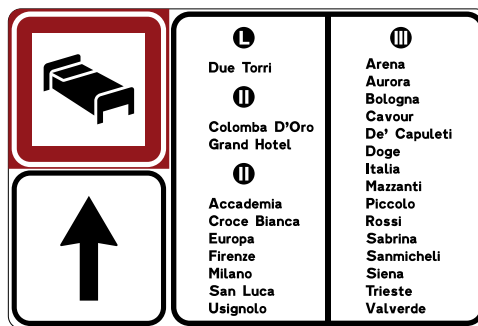 L
Due Torri
II
Colomba D'Oro
Grand Hotel
II
Accademia
Croce Bianca
Europa
Firenze
Milano
San Luca
Usignolo
III
Arena
Aurora
Bologna
Cavour
De' Capuleti
Doge
Italia
Mazzanti
Piccolo
Rossi
Sabrina
Sanmicheli
Siena
Trieste
Valverde